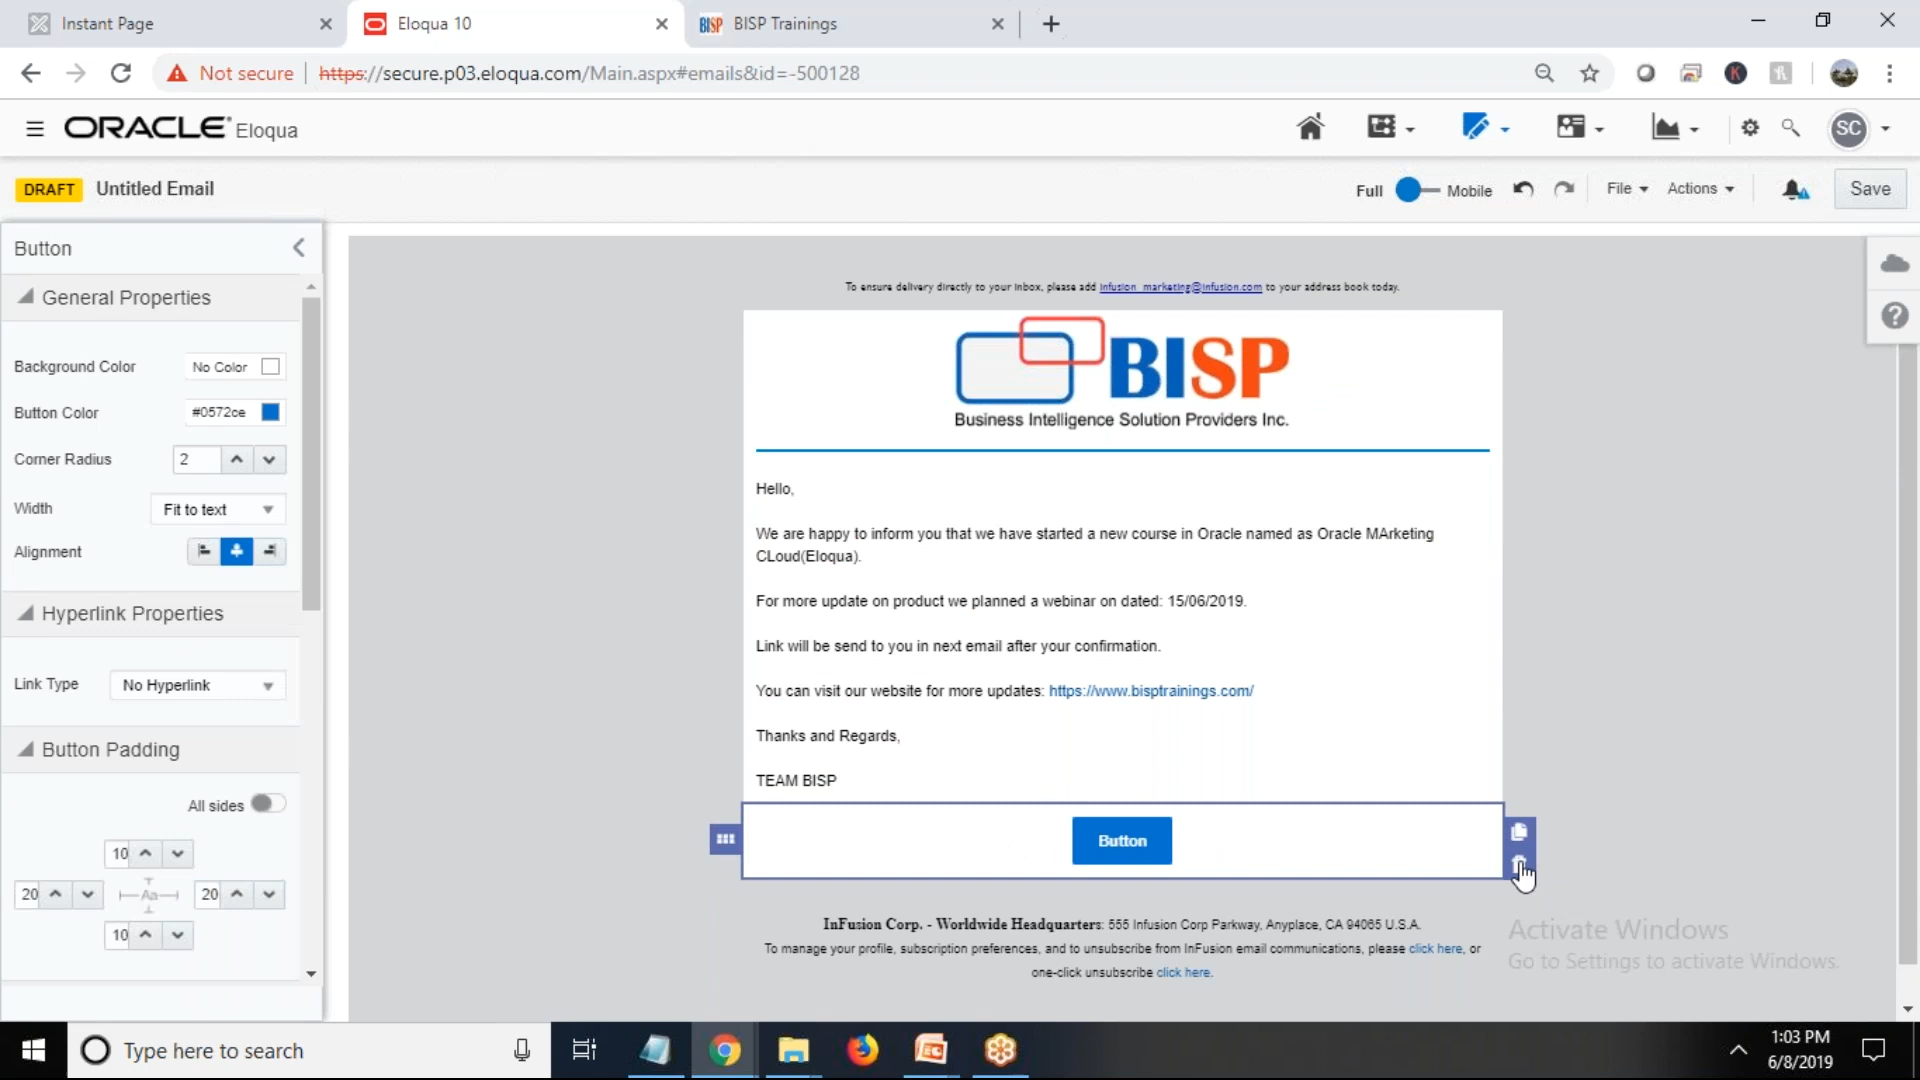 Instant Page
Eloqua 10
BISP Trainings
Not secure
https://secure.p03.eloqua.com/Main.aspx#emails&id=-500128
ORACLE Eloqua
SC
DRAFT Untitled Email
Full Mobile File Actions Save
Button
General Properties
Background Color No Color
Button Color #0572ce
Corner Radius 2
Width Fit to text
Alignment
Hyperlink Properties
Link Type No Hyperlink
Button Padding
All sides
10
20 Aa 20
10
To ensure delivery directly to your inbox, please add infusion_marketing@infusion.com to your address book today.
BISP
Business Intelligence Solution Providers Inc.
Hello,
We are happy to inform you that we have started a new course in Oracle named as Oracle MArketing
CLoud(Eloqua).
For more update on product we planned a webinar on dated: 15/06/2019.
Link will be send to you in next email after your confirmation.
You can visit our website for more updates: https://www.bisptrainings.com/
Thanks and Regards,
TEAM BISP
Button
InFusion Corp. - Worldwide Headquarters: 555 Infusion Corp Parkway, Anyplace, CA 94065 U.S.A.
To manage your profile, subscription preferences, and to unsubscribe from InFusion email communications, please click here, or
one-click unsubscribe click here.
Activate Windows
Go to Settings to activate Windows.
Type here to search
1:03 PM
6/8/2019